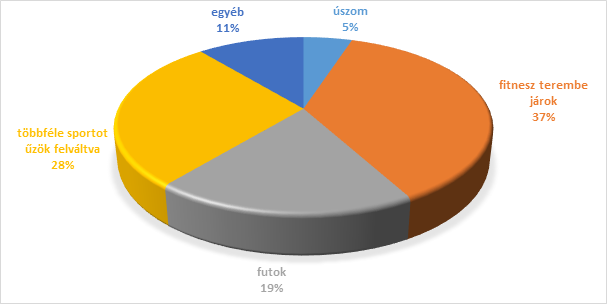 egyéb
11%
úszom
5%
fitnesz terembe
járok
37%
többféle sportot
űzök felváltva
28%
futok
19%